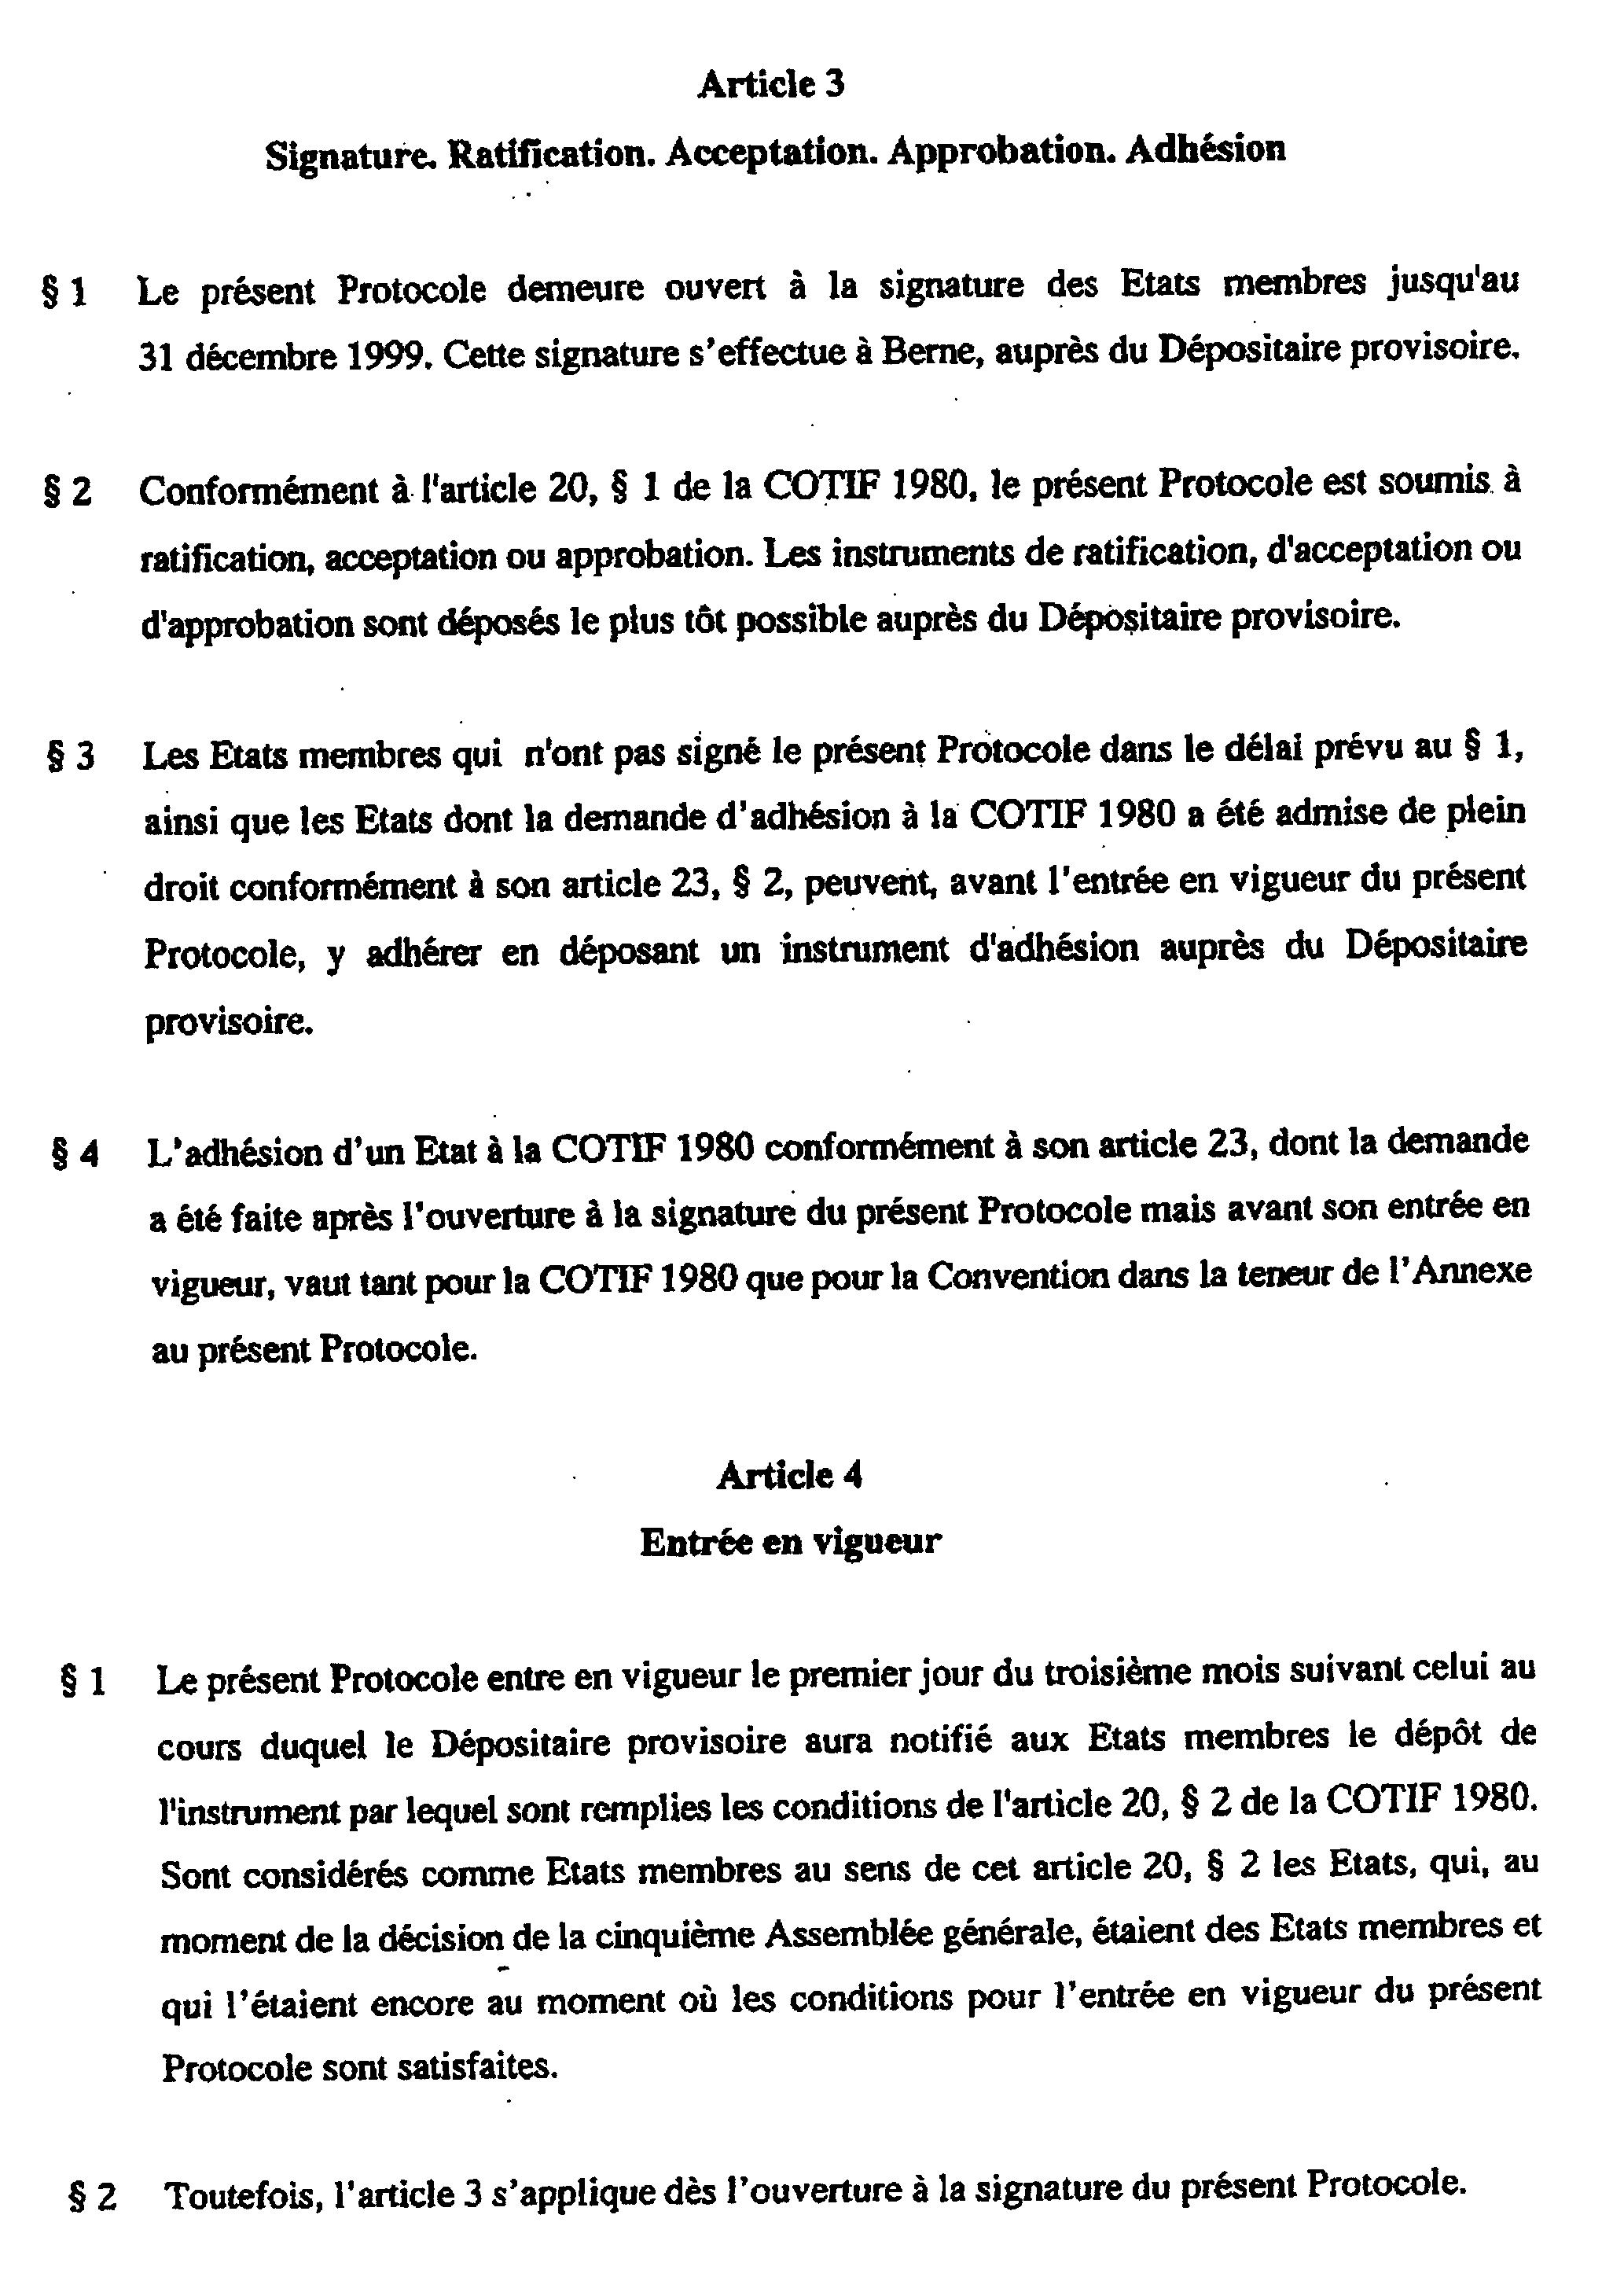 Article 3
Signature. Ratification. Acceptation. Approbation. Adhésion
§ 1 Le présent Protocole demeure ouvert à la signature des Etats membres jusqu'au
31 décembre 1999. Cette signature s’effectue à Berne, auprès du Dépositaire provisoire.
§ 2 Conformément à l'article 20, § 1 de la COTIF 1980, le présent Protocole est soumis à
ratification, acceptation ou approbation. Les instruments de ratification, d'acceptation ou
d'approbation sont déposés le plus tôt possible auprès du Dépositaire provisoire.
§ 3 Les Etats membres qui n'ont pas signé le présent Protocole dans le délai prévu au § 1,
ainsi que les Etats dont la demande d’adhésion à la COTIF 1980 a été admise de plein
droit conformément à son article 23, § 2, peuvent, avant l’entrée en vigueur du présent
Protocole, y adhérer en déposant un instrument d'adhésion auprès du Dépositaire
provisoire.
§ 4 L’adhésion d’un Etat à la COTIF 1980 conformément à son article 23, dont la demande
a été faite après l’ouverture à la signature du présent Protocole mais avant son entrée en
vigueur, vaut tant pour la COTIF 1980 que pour la Convention dans la teneur de l’Annexe
au présent Protocole.
Article 4
Entrée en vigueur
§ 1 Le présent Protocole entre en vigueur le premier jour du troisième mois suivant celui au
cours duquel le Dépositaire provisoire aura notifié aux Etats membres le dépôt de
l'instrument par lequel sont remplies les conditions de l'article 20, § 2 de la COTIF 1980.
Sont considérés comme Etats membres au sens de cet article 20, § 2 les Etats, qui, au
moment de la décision de la cinquième Assemblée générale, étaient des Etats membres et
qui l’étaient encore au moment où les conditions pour l’entrée en vigueur du présent
Protocole sont satisfaites.
§ 2 Toutefois, l’article 3 s’applique dès l’ouverture à la signature du présent Protocole.